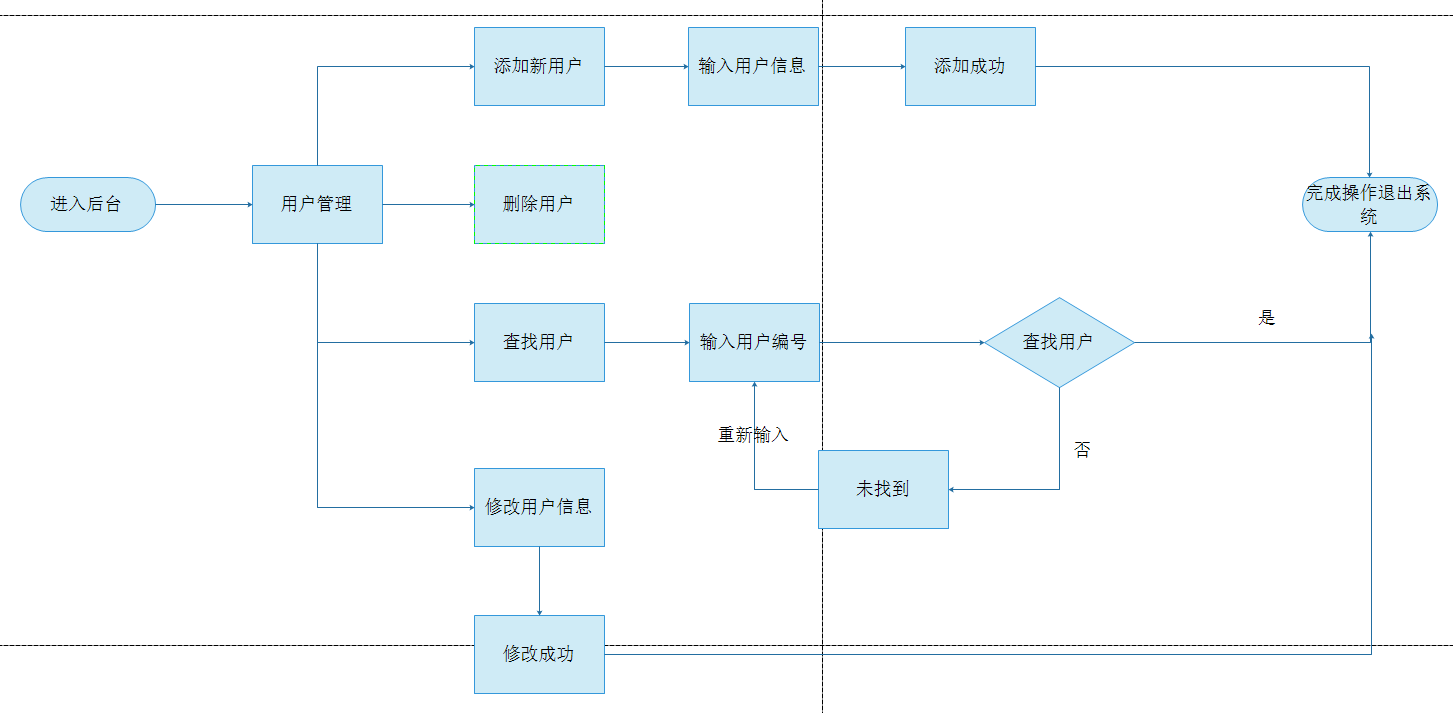 添加新用户
输入用户信息
添加成功
进入后台
用户管理
删除用户
完成操作退出系
统
查找用户
输入用户编号
查找用户
是
重新输入
否
未找到
修改用户信息
修改成功